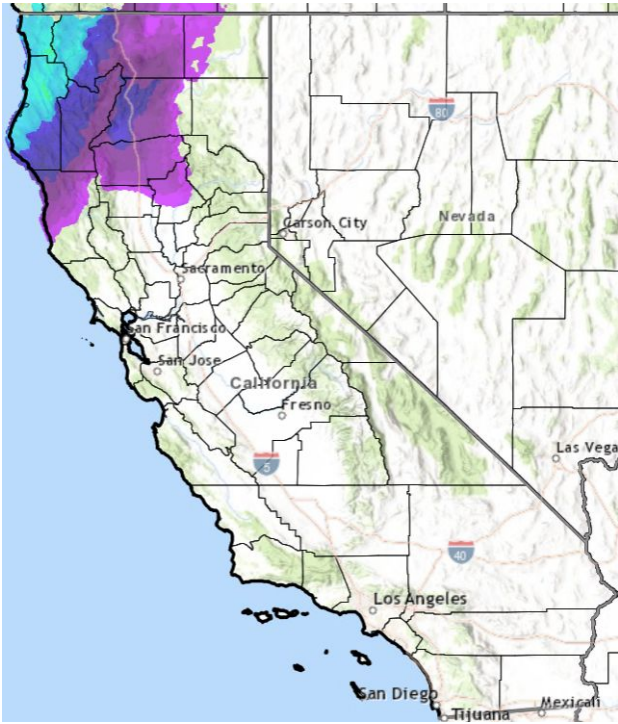 80
Carson City
Nevada
Sacramento
San Francisco
San Jose
California
Fresno
5
Las Vega
40
Los Angeles
San Diego
Tijuana
Mexicali